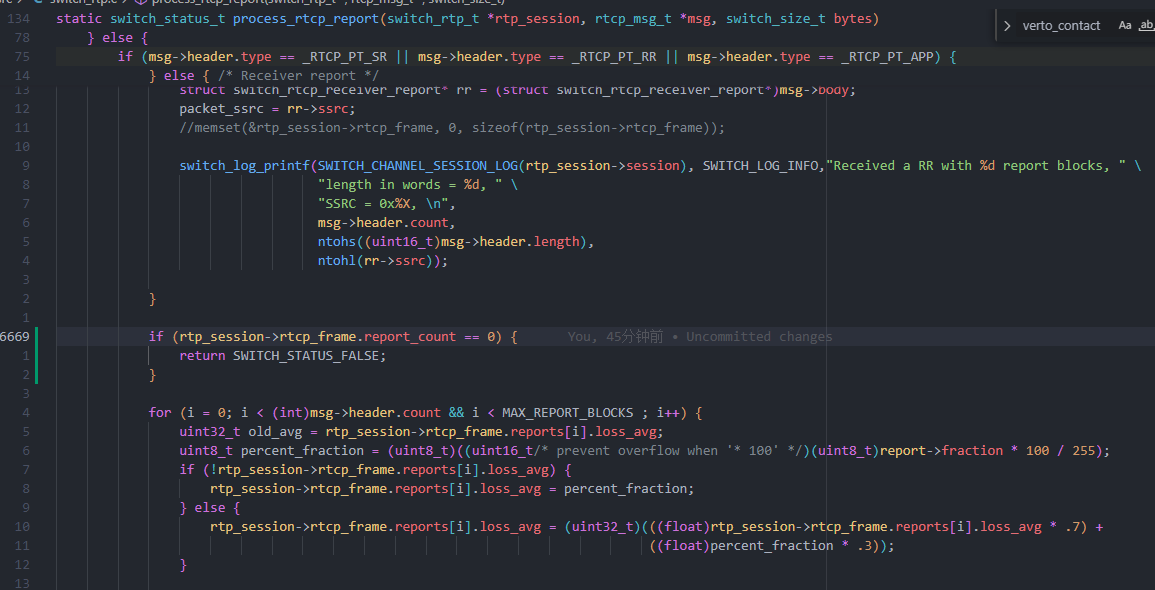 switch_rtp.c > process_rtcp_report(switch_rtp_t *, rtcp_msg_t *, switch_size_t)
> verto_contact Aa ab
134 static switch_status_t process_rtcp_report(switch_rtp_t *rtp_session, rtcp_msg_t *msg, switch_size_t bytes)
78 } else {
75 if (msg->header.type == _RTCP_PT_SR || msg->header.type == _RTCP_PT_RR || msg->header.type == _RTCP_PT_APP) {
14 } else { /* Receiver report */
13 struct switch_rtcp_receiver_report* rr = (struct switch_rtcp_receiver_report*)msg->body;
12 packet_ssrc = rr->ssrc;
11 //memset(&rtp_session->rtcp_frame, 0, sizeof(rtp_session->rtcp_frame));
10
9 switch_log_printf(SWITCH_CHANNEL_SESSION_LOG(rtp_session->session), SWITCH_LOG_INFO,"Received a RR with %d report blocks, " \
8 "length in words = %d, " \
7 "SSRC = 0x%X, \n",
6 msg->header.count,
5 ntohs((uint16_t)msg->header.length),
4 ntohl(rr->ssrc));
3
2 }
1
6669 if (rtp_session->rtcp_frame.report_count == 0) { You, 45分钟前 • Uncommitted changes
1 return SWITCH_STATUS_FALSE;
2 }
3
4 for (i = 0; i < (int)msg->header.count && i < MAX_REPORT_BLOCKS ; i++) {
5 uint32_t old_avg = rtp_session->rtcp_frame.reports[i].loss_avg;
6 uint8_t percent_fraction = (uint8_t)((uint16_t/* prevent overflow when '* 100' */)(uint8_t)report->fraction * 100 / 255);
7 if (!rtp_session->rtcp_frame.reports[i].loss_avg) {
8 rtp_session->rtcp_frame.reports[i].loss_avg = percent_fraction;
9 } else {
10 rtp_session->rtcp_frame.reports[i].loss_avg = (uint32_t)(((float)rtp_session->rtcp_frame.reports[i].loss_avg * .7) +
11 ((float)percent_fraction * .3));
12 }
13